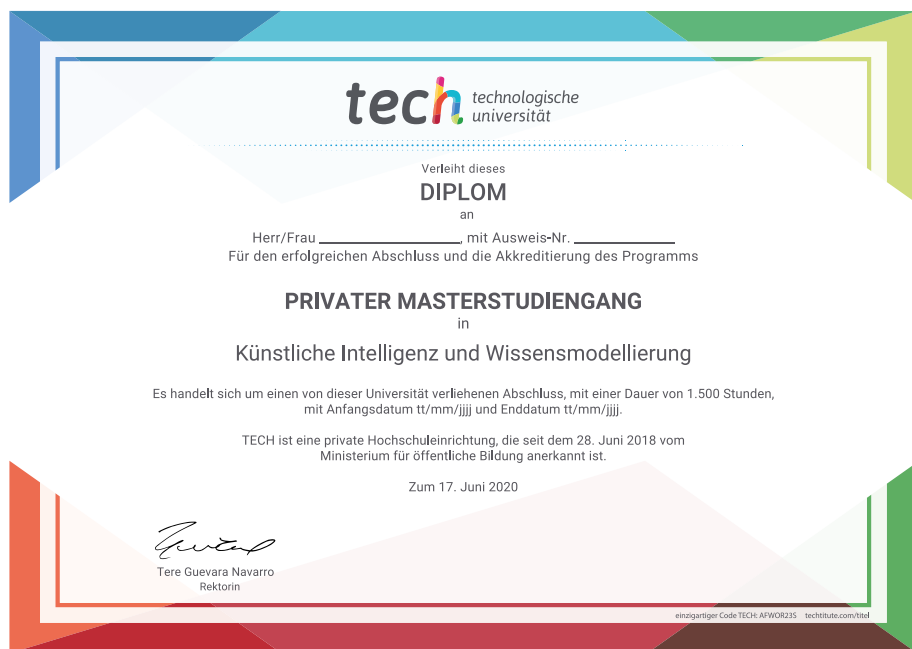 tech technologische
universität
Verleiht dieses
DIPLOM
an
Herr/Frau ____________________, mit Ausweis-Nr. ______________
Für den erfolgreichen Abschluss und die Akkreditierung des Programms
PRIVATER MASTERSTUDIENGANG
in
Künstliche Intelligenz und Wissensmodellierung
Es handelt sich um einen von dieser Universität verliehenen Abschluss, mit einer Dauer von 1.500 Stunden,
mit Anfangsdatum tt/mm/jjjj und Enddatum tt/mm/jjjj.
TECH ist eine private Hochschuleinrichtung, die seit dem 28. Juni 2018 vom
Ministerium für öffentliche Bildung anerkannt ist.
Zum 17. Juni 2020
Tere Guevara Navarro
Rektorin
einzigartiger Code TECH: AFWOR23S techtitute.com/titel